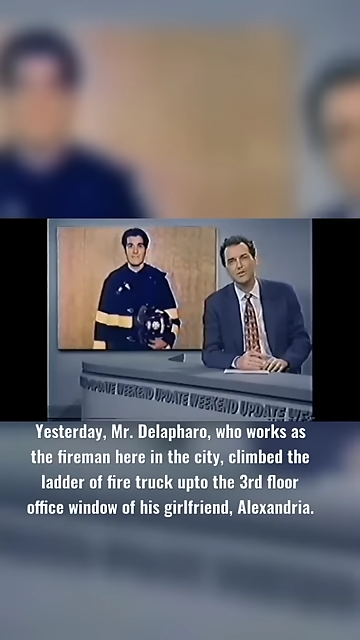 UPDATE WEEKEND UPDATE WEEKEND UPDATE WE
Yesterday, Mr. Delapharo, who works as
the fireman here in the city, climbed the
ladder of fire truck upto the 3rd floor
office window of his girlfriend, Alexandria.